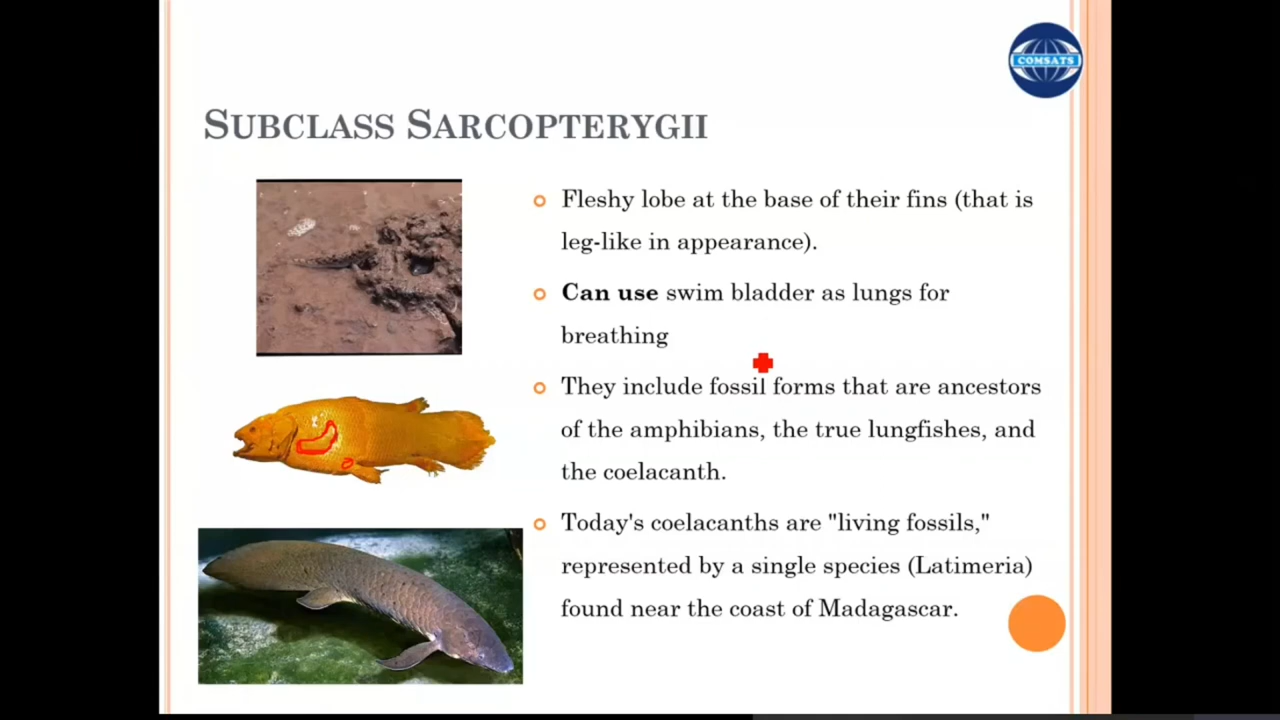 COMSATS
SUBCLASS SARCOPTERYGII
Fleshy lobe at the base of their fins (that is
leg-like in appearance).
Can use swim bladder as lungs for
breathing
They include fossil forms that are ancestors
of the amphibians, the true lungfishes, and
the coelacanth.
Today's coelacanths are "living fossils,"
represented by a single species (Latimeria)
found near the coast of Madagascar.